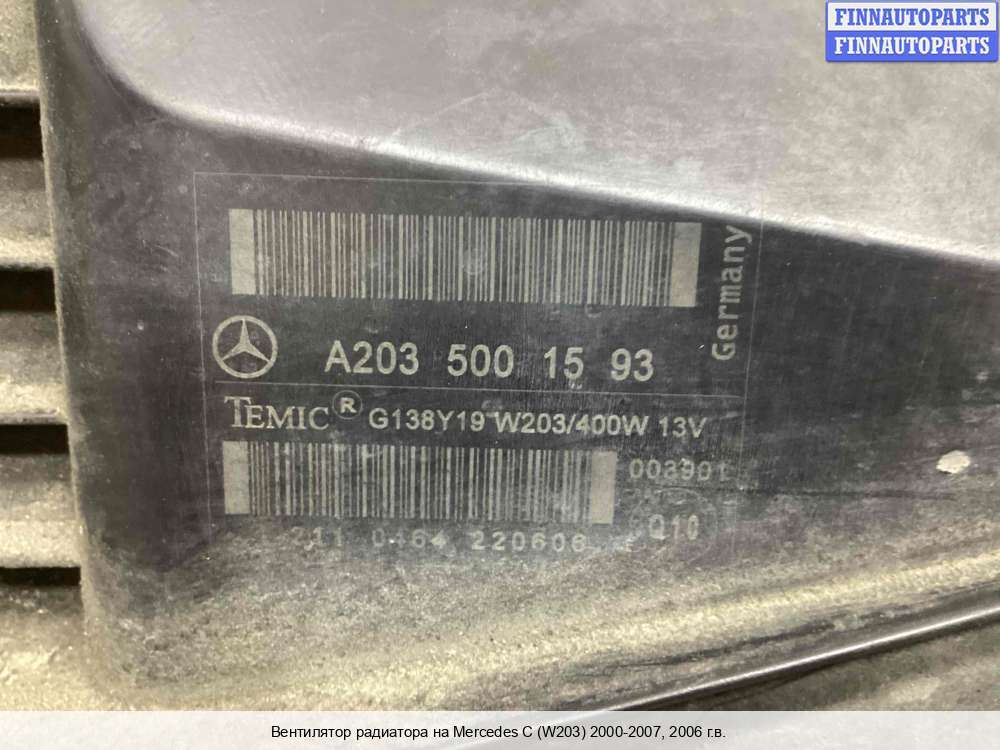 FINNAUTOPARTS
FINNAUTOPARTS
Germany
A203 500 15 93
TEMIC ® G138Y19 W203/400W 13V
003901
Q10
211 0164 220606
Вентилятор радиатора на Mercedes C (W203) 2000-2007, 2006 г.в.